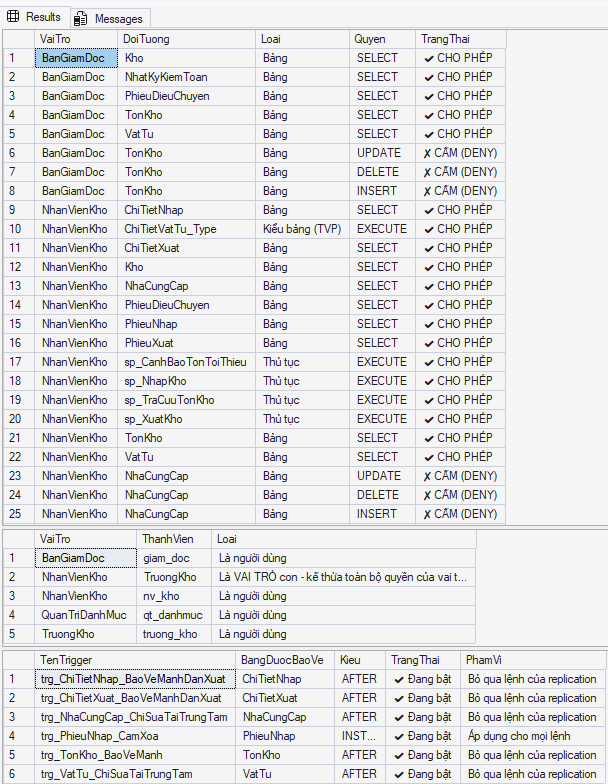 Results Messages
VaiTro DoiTuong Loai Quyen TrangThai
1 BanGiamDoc Kho Bảng SELECT ✔ CHO PHÉP
2 BanGiamDoc NhatKyKiemToan Bảng SELECT ✔ CHO PHÉP
3 BanGiamDoc PhieuDieuChuyen Bảng SELECT ✔ CHO PHÉP
4 BanGiamDoc TonKho Bảng SELECT ✔ CHO PHÉP
5 BanGiamDoc VatTu Bảng SELECT ✔ CHO PHÉP
6 BanGiamDoc TonKho Bảng UPDATE ✗ CẤM (DENY)
7 BanGiamDoc TonKho Bảng DELETE ✗ CẤM (DENY)
8 BanGiamDoc TonKho Bảng INSERT ✗ CẤM (DENY)
9 NhanVienKho ChiTietNhap Bảng SELECT ✔ CHO PHÉP
10 NhanVienKho ChiTietVatTu_Type Kiểu bảng (TVP) EXECUTE ✔ CHO PHÉP
11 NhanVienKho ChiTietXuat Bảng SELECT ✔ CHO PHÉP
12 NhanVienKho Kho Bảng SELECT ✔ CHO PHÉP
13 NhanVienKho NhaCungCap Bảng SELECT ✔ CHO PHÉP
14 NhanVienKho PhieuDieuChuyen Bảng SELECT ✔ CHO PHÉP
15 NhanVienKho PhieuNhap Bảng SELECT ✔ CHO PHÉP
16 NhanVienKho PhieuXuat Bảng SELECT ✔ CHO PHÉP
17 NhanVienKho sp_CanhBaoTonToiThieu Thủ tục EXECUTE ✔ CHO PHÉP
18 NhanVienKho sp_NhapKho Thủ tục EXECUTE ✔ CHO PHÉP
19 NhanVienKho sp_TraCuuTonKho Thủ tục EXECUTE ✔ CHO PHÉP
20 NhanVienKho sp_XuatKho Thủ tục EXECUTE ✔ CHO PHÉP
21 NhanVienKho TonKho Bảng SELECT ✔ CHO PHÉP
22 NhanVienKho VatTu Bảng SELECT ✔ CHO PHÉP
23 NhanVienKho NhaCungCap Bảng UPDATE ✗ CẤM (DENY)
24 NhanVienKho NhaCungCap Bảng DELETE ✗ CẤM (DENY)
25 NhanVienKho NhaCungCap Bảng INSERT ✗ CẤM (DENY)
VaiTro ThanhVien Loai
1 BanGiamDoc giam_doc Là người dùng
2 NhanVienKho TruongKho Là VAI TRÒ con - kế thừa toàn bộ quyền của vai t...
3 NhanVienKho nv_kho Là người dùng
4 QuanTriDanhMuc qt_danhmuc Là người dùng
5 TruongKho truong_kho Là người dùng
TenTrigger BangDuocBaoVe Kieu TrangThai PhamVi
1 trg_ChiTietNhap_BaoVeManhDanXuat ChiTietNhap AFTER ✔ Đang bật Bỏ qua lệnh của replication
2 trg_ChiTietXuat_BaoVeManhDanXuat ChiTietXuat AFTER ✔ Đang bật Bỏ qua lệnh của replication
3 trg_NhaCungCap_ChiSuaTaiTrungTam NhaCungCap AFTER ✔ Đang bật Bỏ qua lệnh của replication
4 trg_PhieuNhap_CamXoa PhieuNhap INST... ✔ Đang bật Áp dụng cho mọi lệnh
5 trg_TonKho_BaoVeManh TonKho AFTER ✔ Đang bật Bỏ qua lệnh của replication
6 trg_VatTu_ChiSuaTaiTrungTam VatTu AFTER ✔ Đang bật Bỏ qua lệnh của replication